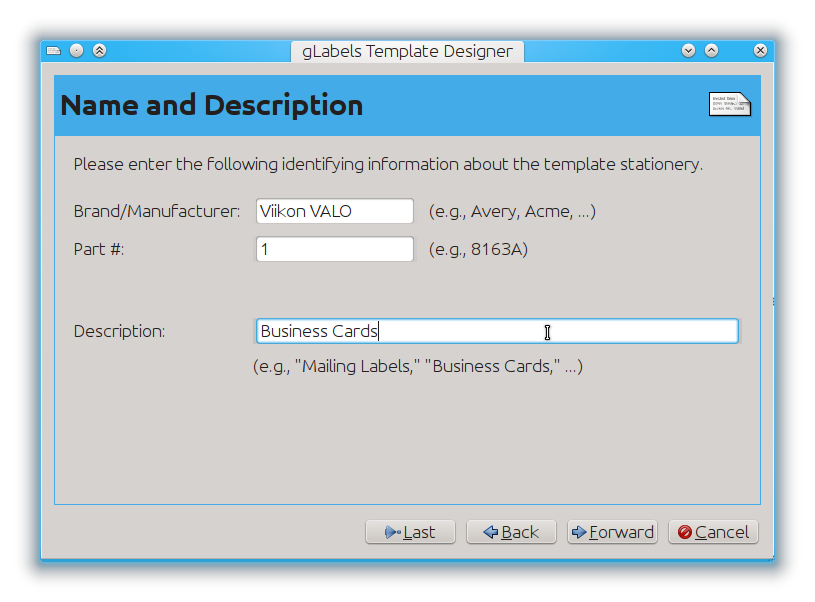 gLabels Template Designer
Name and Description
Please enter the following identifying information about the template stationery.
Brand/Manufacturer: Viikon VALO (e.g., Avery, Acme, ...)
Part #: 1 (e.g., 8163A)
Description: Business Cards
(e.g., "Mailing Labels," "Business Cards," ...)
Last Back Forward Cancel